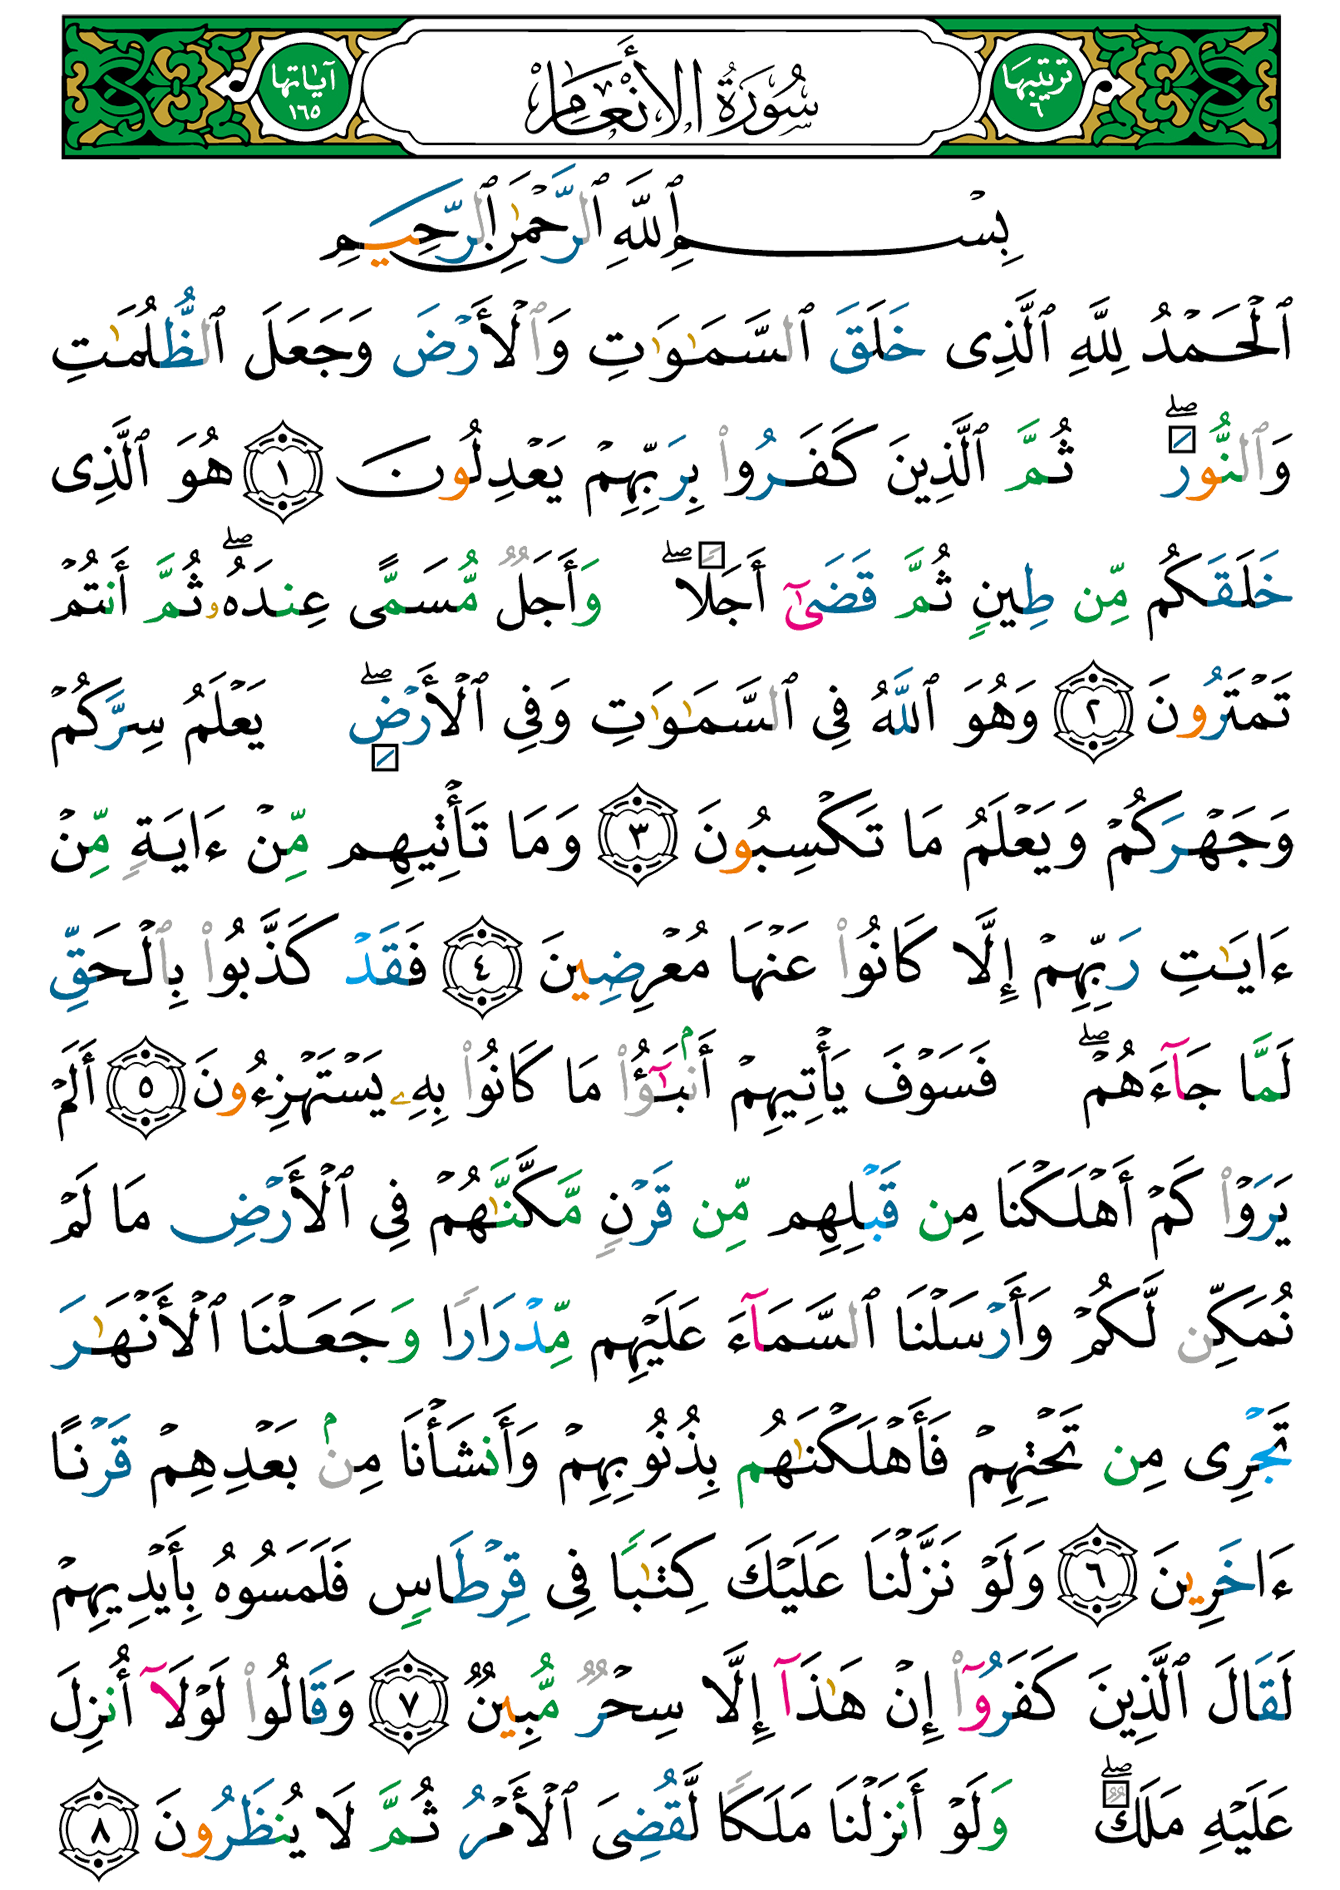 ترتيبها ٦ سُورَةُ الأَنْعَامِ آياتها ١٦٥
بِسْمِ ٱللَّهِ ٱلرَّحْمَٰنِ ٱلرَّحِيمِ
ٱلْحَمْدُ لِلَّهِ ٱلَّذِى خَلَقَ ٱلسَّمَٰوَٰتِ وَٱلْأَرْضَ وَجَعَلَ ٱلظُّلُمَٰتِ
وَٱلنُّورَ ۖ ثُمَّ ٱلَّذِينَ كَفَرُوا۟ بِرَبِّهِمْ يَعْدِلُونَ ١ هُوَ ٱلَّذِى
خَلَقَكُم مِّن طِينٍ ثُمَّ قَضَىٰٓ أَجَلًا ۖ وَأَجَلٌ مُّسَمًّى عِندَهُۥ ۖ ثُمَّ أَنتُمْ
تَمْتَرُونَ ٢ وَهُوَ ٱللَّهُ فِى ٱلسَّمَٰوَٰتِ وَفِى ٱلْأَرْضِ ۖ يَعْلَمُ سِرَّكُمْ
وَجَهْرَكُمْ وَيَعْلَمُ مَا تَكْسِبُونَ ٣ وَمَا تَأْتِيهِم مِّنْ ءَايَةٍ مِّنْ
ءَايَٰتِ رَبِّهِمْ إِلَّا كَانُوا۟ عَنْهَا مُعْرِضِينَ ٤ فَقَدْ كَذَّبُوا۟ بِٱلْحَقِّ
لَمَّا جَآءَهُمْ ۖ فَسَوْفَ يَأْتِيهِمْ أَنۢبَٰٓؤُا۟ مَا كَانُوا۟ بِهِۦ يَسْتَهْزِءُونَ ٥ أَلَمْ
يَرَوْا۟ كَمْ أَهْلَكْنَا مِن قَبْلِهِم مِّن قَرْنٍ مَّكَّنَّٰهُمْ فِى ٱلْأَرْضِ مَا لَمْ
نُمَكِّن لَّكُمْ وَأَرْسَلْنَا ٱلسَّمَآءَ عَلَيْهِم مِّدْرَارًا وَجَعَلْنَا ٱلْأَنْهَٰرَ
تَجْرِى مِن تَحْتِهِمْ فَأَهْلَكْنَٰهُم بِذُنُوبِهِمْ وَأَنشَأْنَا مِنۢ بَعْدِهِمْ قَرْنًا
ءَاخَرِينَ ٦ وَلَوْ نَزَّلْنَا عَلَيْكَ كِتَٰبًا فِى قِرْطَاسٍ فَلَمَسُوهُ بِأَيْدِيهِمْ
لَقَالَ ٱلَّذِينَ كَفَرُوٓا۟ إِنْ هَٰذَآ إِلَّا سِحْرٌ مُّبِينٌ ٧ وَقَالُوا۟ لَوْلَآ أُنزِلَ
عَلَيْهِ مَلَكٌ ۖ وَلَوْ أَنزَلْنَا مَلَكًا لَّقُضِىَ ٱلْأَمْرُ ثُمَّ لَا يُنظَرُونَ ٨